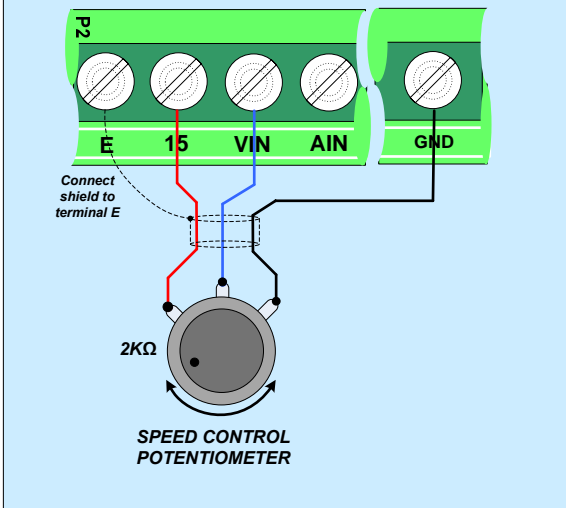 P2
E
15
VIN
AIN
GND
Connect
shield to
terminal E
2KΩ
SPEED CONTROL
POTENTIOMETER